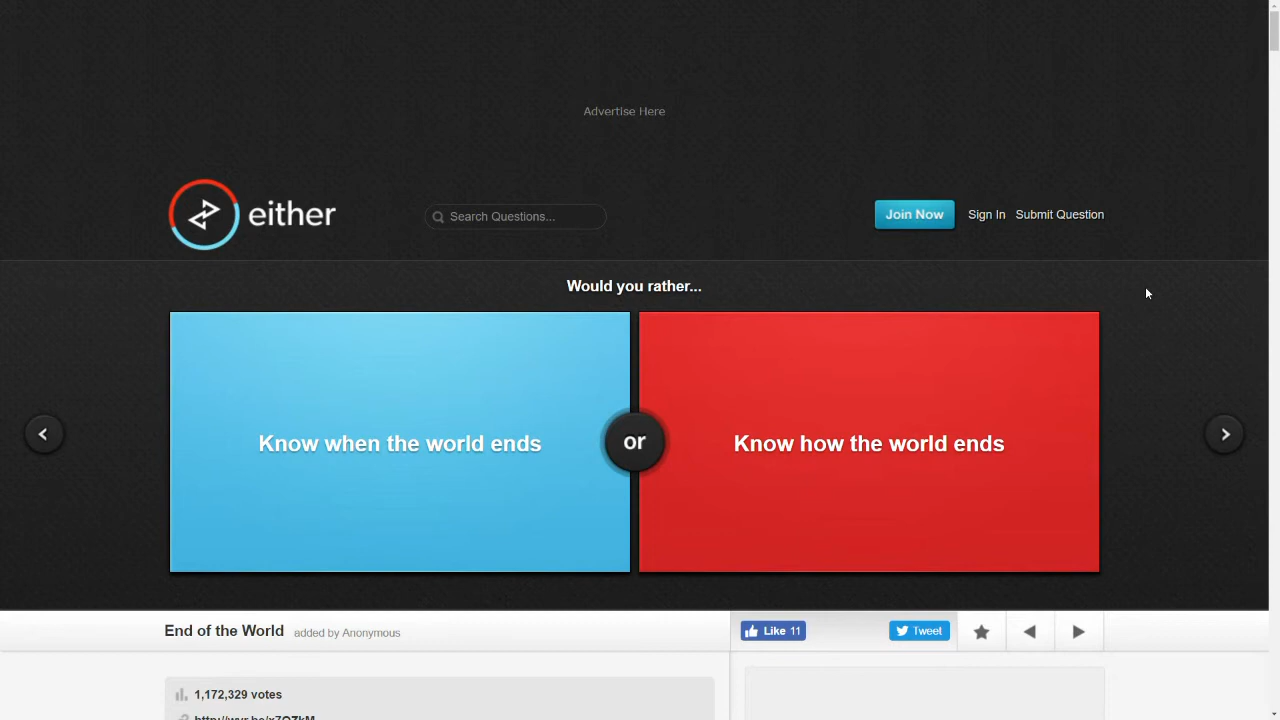 Advertise Here
either
Search Questions...
Join Now
Sign In
Submit Question
Would you rather...
Know when the world ends
or
Know how the world ends
End of the World added by Anonymous
Like 11
Tweet
1,172,329 votes